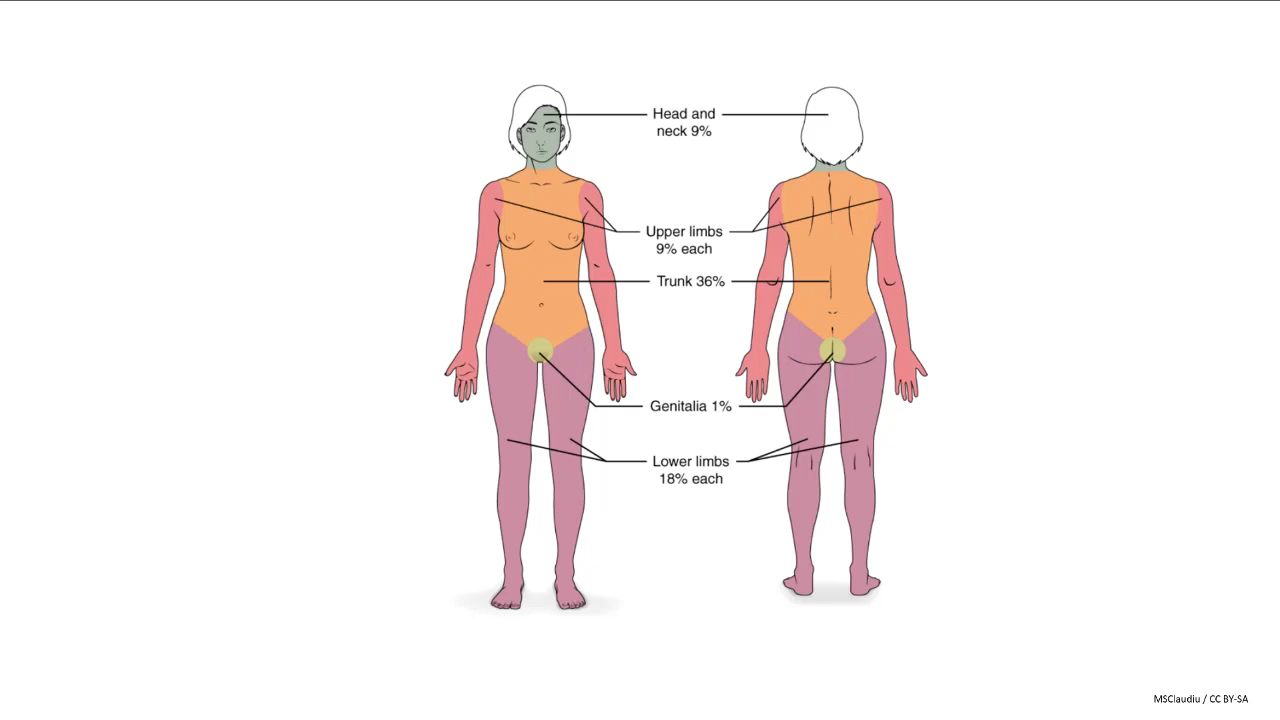 Head and
neck 9%
Upper limbs
9% each
Trunk 36%
Genitalia 1%
Lower limbs
18% each
MSClaudiu / CC BY-SA